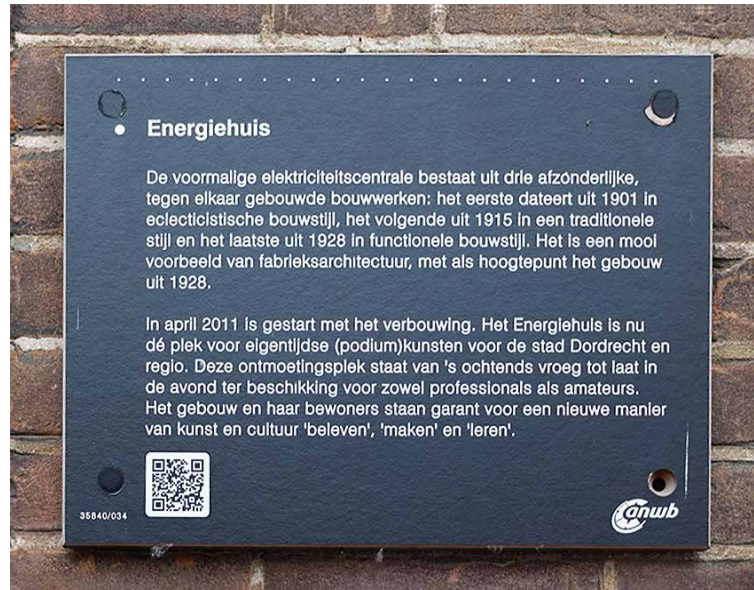 Energiehuis
De voormalige elektriciteitscentrale bestaat uit drie afzonderlijke,
tegen elkaar gebouwde bouwwerken: het eerste dateert uit 1901 in
eclecticistische bouwstijl, het volgende uit 1915 in een traditionele
stijl en het laatste uit 1928 in functionele bouwstijl. Het is een mooi
voorbeeld van fabrieksarchitectuur, met als hoogtepunt het gebouw
uit 1928.
In april 2011 is gestart met het verbouwing. Het Energiehuis is nu
dé plek voor eigentijdse (podium)kunsten voor de stad Dordrecht en
regio. Deze ontmoetingsplek staat van 's ochtends vroeg tot laat in
de avond ter beschikking voor zowel professionals als amateurs.
Het gebouw en haar bewoners staan garant voor een nieuwe manier
van kunst en cultuur 'beleven', 'maken' en 'leren'.
35840/034
anwb